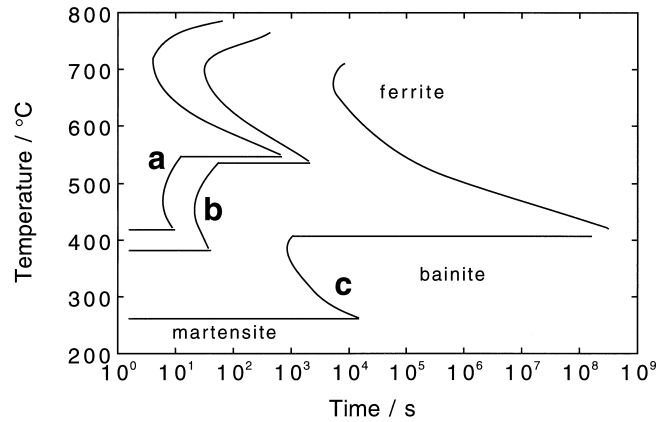 800
700
600
500
400
300
200
Temperature / °C
ferrite
a
b
c
bainite
martensite
10⁰ 10¹ 10² 10³ 10⁴ 10⁵ 10⁶ 10⁷ 10⁸ 10⁹
Time / s